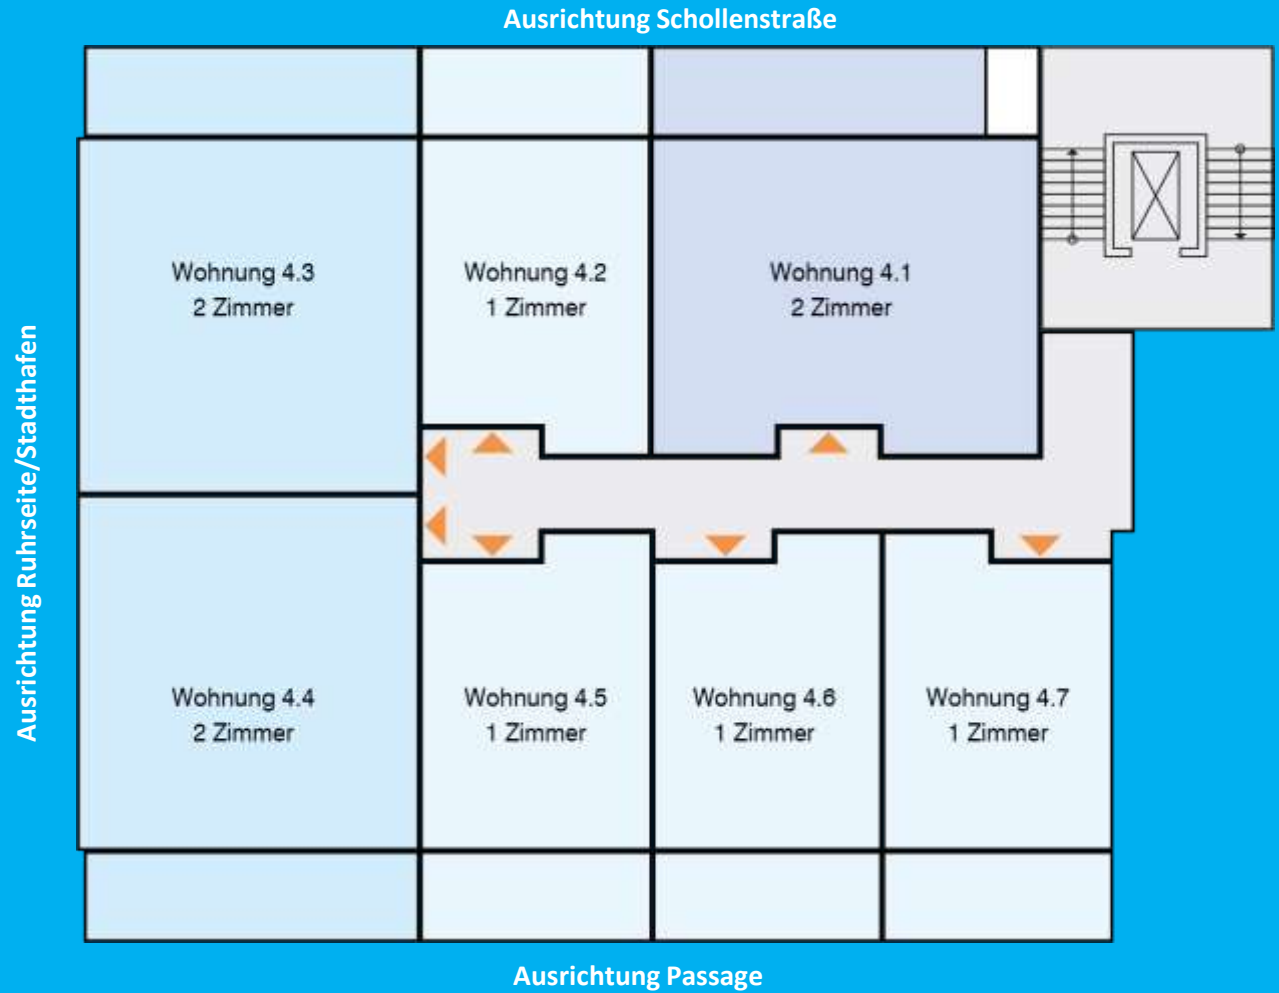 Ausrichtung Schollenstraße
Wohnung 4.3
2 Zimmer
Wohnung 4.2
1 Zimmer
Wohnung 4.1
2 Zimmer
Ausrichtung Ruhrseite/Stadthafen
Wohnung 4.4
2 Zimmer
Wohnung 4.5
1 Zimmer
Wohnung 4.6
1 Zimmer
Wohnung 4.7
1 Zimmer
Ausrichtung Passage